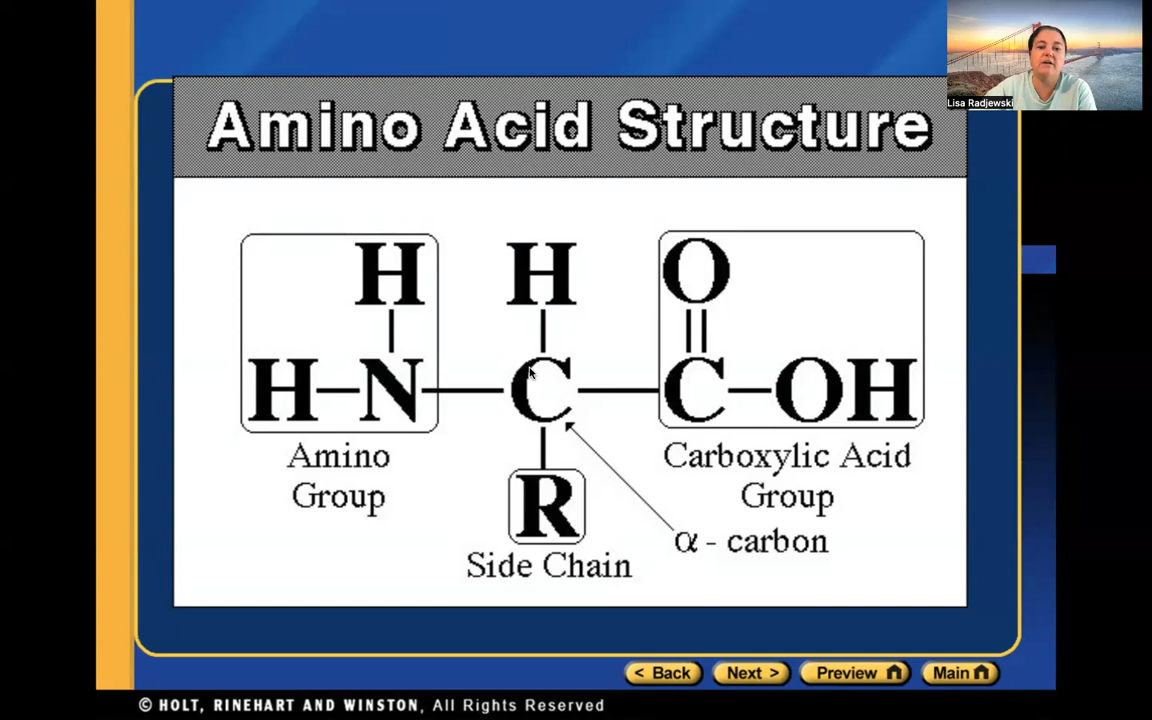 Lisa Radjewski
Amino Acid Structure
H H O
H–N C C–OH
Amino
Group
R
Side Chain
Carboxylic Acid
Group
α - carbon
< Back Next > Preview Main
© HOLT, RINEHART AND WINSTON, All Rights Reserved